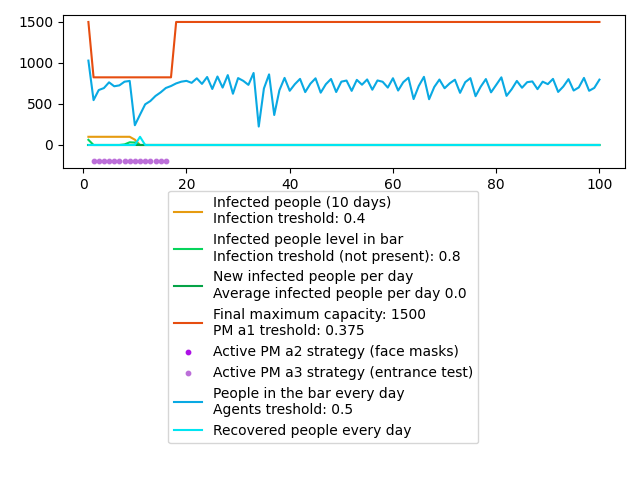 1500
1000
500
0
0
20
40
60
80
100
Infected people (10 days)
Infection treshold: 0.4
Infected people level in bar
Infection treshold (not present): 0.8
New infected people per day
Average infected people per day 0.0
Final maximum capacity: 1500
PM a1 treshold: 0.375
Active PM a2 strategy (face masks)
Active PM a3 strategy (entrance test)
People in the bar every day
Agents treshold: 0.5
Recovered people every day